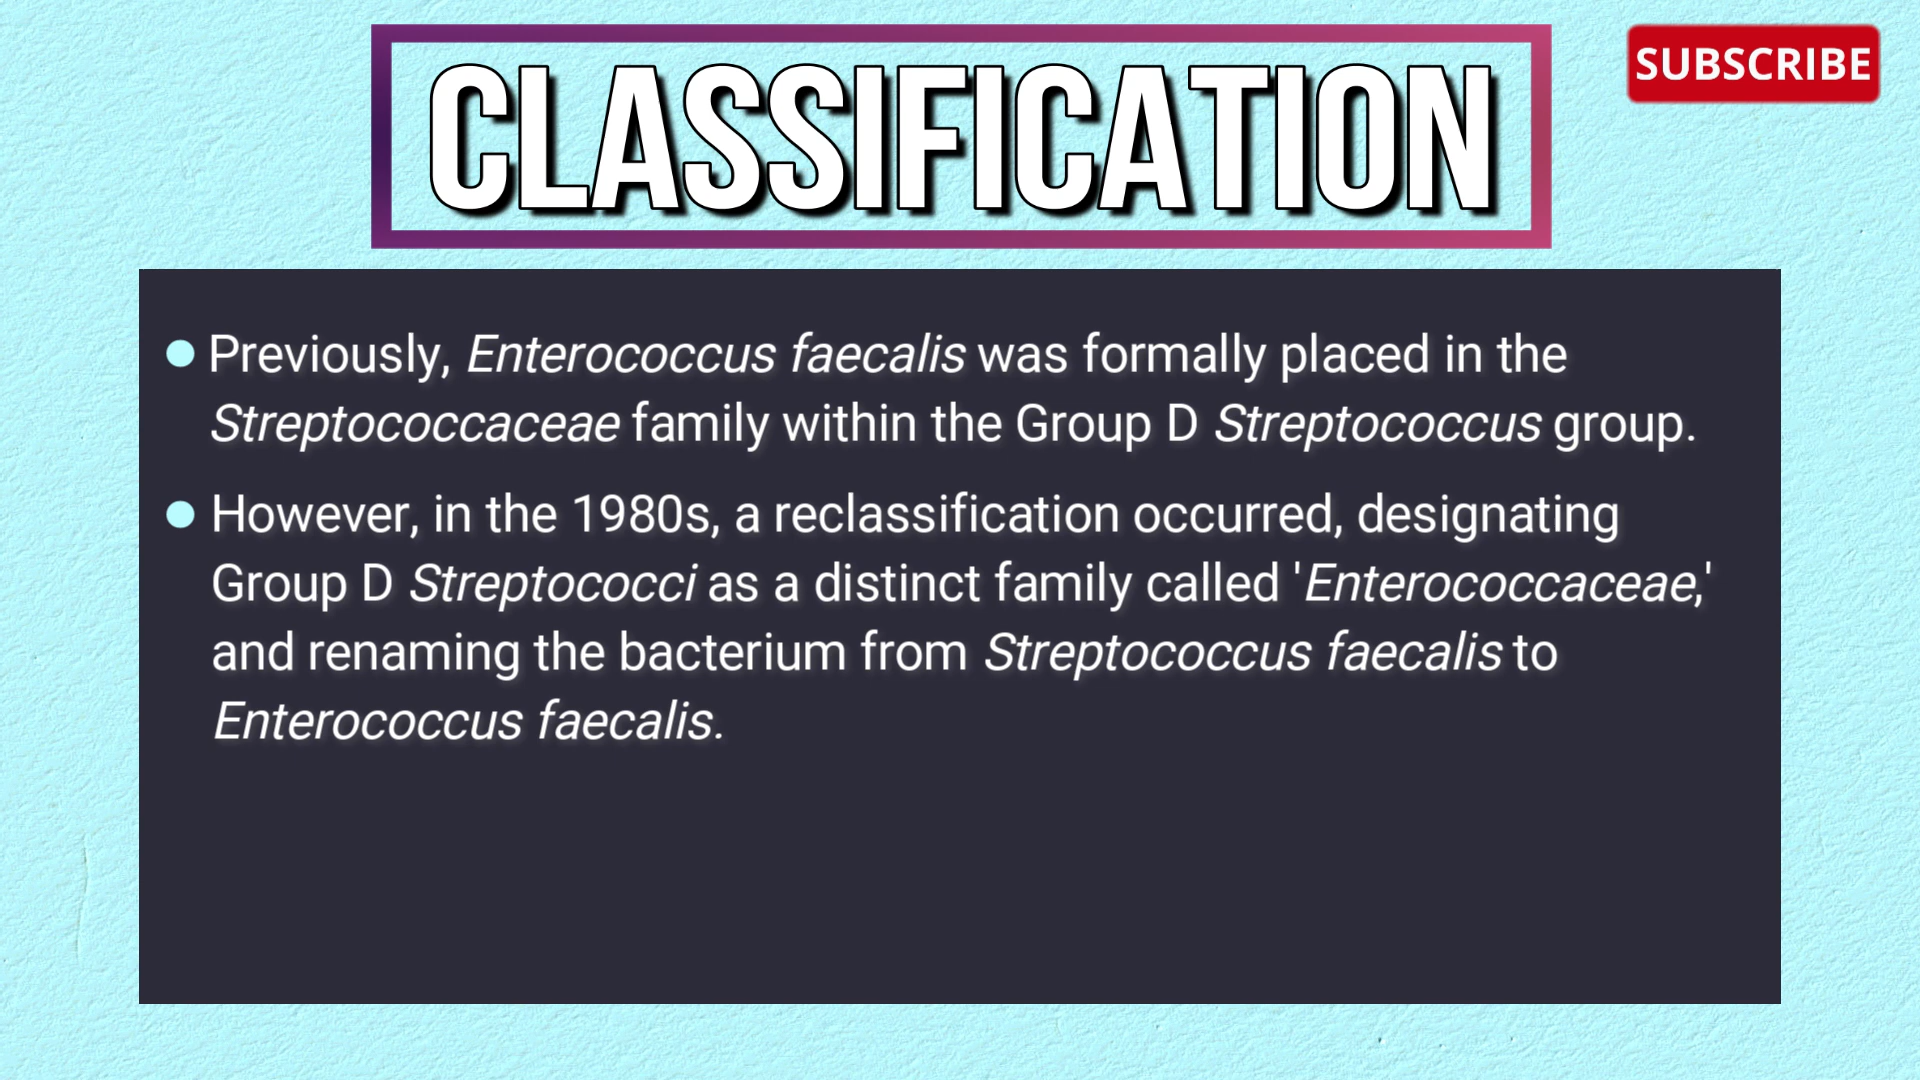 CLASSIFICATION
SUBSCRIBE
Previously, Enterococcus faecalis was formally placed in the
Streptococcaceae family within the Group D Streptococcus group.
However, in the 1980s, a reclassification occurred, designating
Group D Streptococci as a distinct family called 'Enterococcaceae,'
and renaming the bacterium from Streptococcus faecalis to
Enterococcus faecalis.